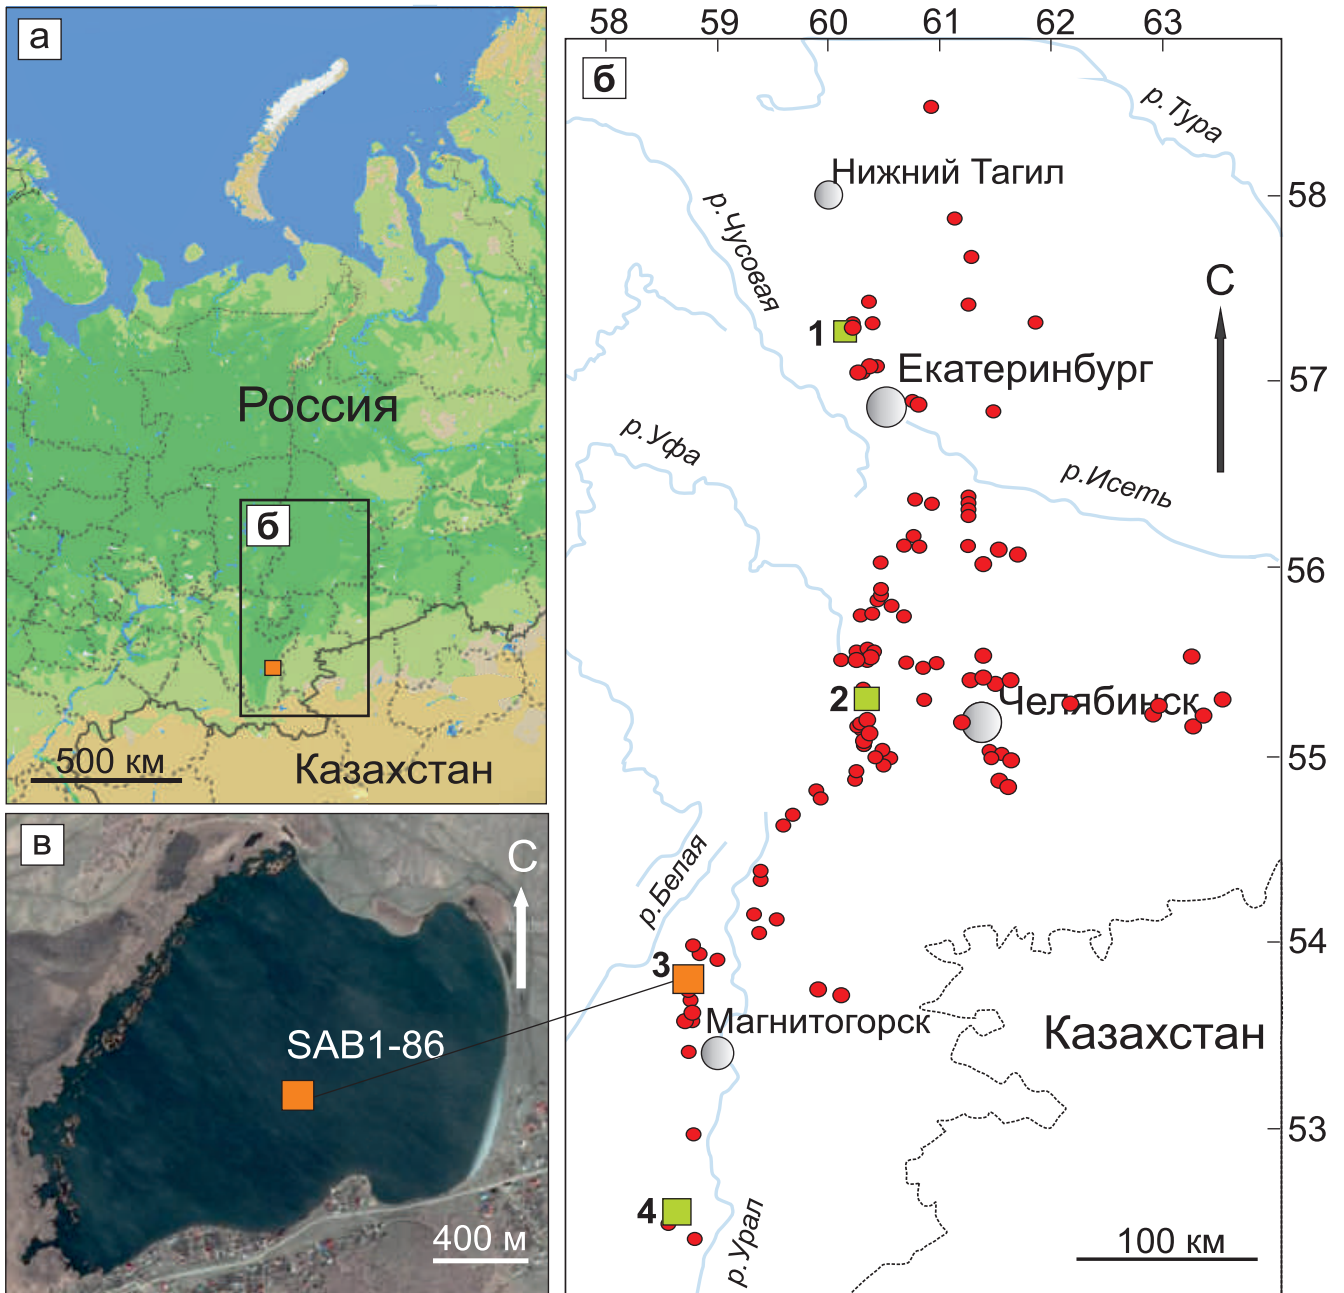 а
Россия
б
500 км
Казахстан
в
С
SAB1-86
400 м
58 59 60 61 62 63
б
р.Тура
Нижний Тагил
58
р.Чусовая
С
1
Екатеринбург
57
р.Уфа
р.Исеть
56
2
Челябинск
55
р.Белая
54
3
Магнитогорск
Казахстан
53
4
р.Урал
100 км